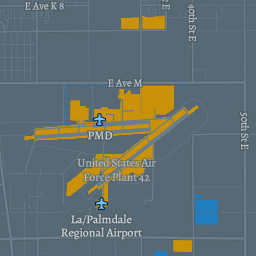 E Ave K 8
40th St E
E Ave M
50th St E
PMD
United States Air
Force Plant 42
La/Palmdale
Regional Airport